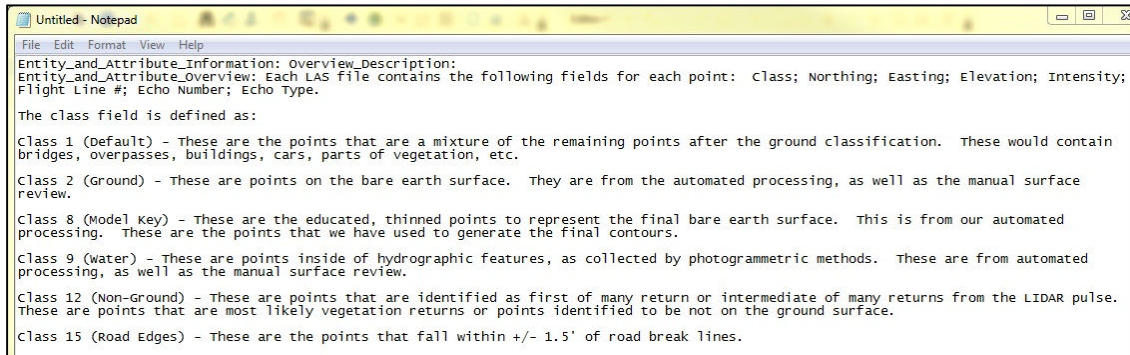 Untitled - Notepad
File Edit Format View Help
Entity_and_Attribute_Information: Overview_Description:
Entity_and_Attribute_Overview: Each LAS file contains the following fields for each point:  Class; Northing; Easting; Elevation; Intensity;
Flight Line #; Echo Number; Echo Type.
The class field is defined as:
Class 1 (Default) - These are the points that are a mixture of the remaining points after the ground classification.  These would contain
bridges, overpasses, buildings, cars, parts of vegetation, etc.
Class 2 (Ground) - These are points on the bare earth surface.  They are from the automated processing, as well as the manual surface
review.
Class 8 (Model Key) - These are the educated, thinned points to represent the final bare earth surface.  This is from our automated
processing.  These are the points that we have used to generate the final contours.
Class 9 (Water) - These are points inside of hydrographic features, as collected by photogrammetric methods.  These are from automated
processing, as well as the manual surface review.
Class 12 (Non-Ground) - These are points that are identified as first of many return or intermediate of many returns from the LIDAR pulse.
These are points that are most likely vegetation returns or points identified to be not on the ground surface.
Class 15 (Road Edges) - These are the points that fall within +/- 1.5' of road break lines.